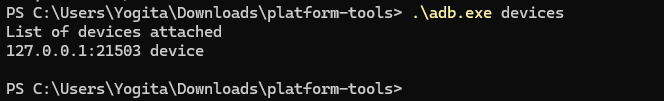 PS C:\Users\Yogita\Downloads\platform-tools> .\adb.exe devices
List of devices attached
127.0.0.1:21503 device
PS C:\Users\Yogita\Downloads\platform-tools>